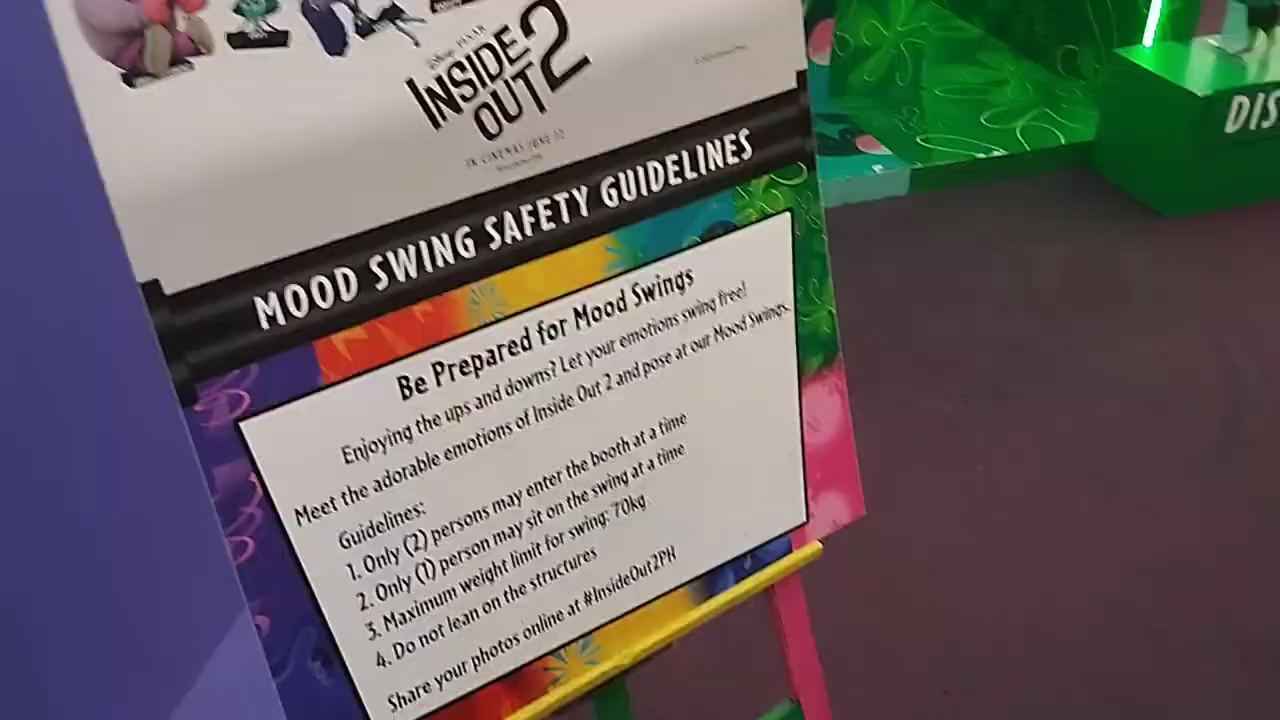 Disney PIXAR
INSIDE
OUT 2
IN CINEMAS JUNE 12
MOOD SWING SAFETY GUIDELINES
Be Prepared for Mood Swings
Enjoying the ups and downs? Let your emotions swing free!
Meet the adorable emotions of Inside Out 2 and pose at our Mood Swings.
Guidelines:
1. Only (2) persons may enter the booth at a time
2. Only (1) person may sit on the swing at a time
3. Maximum weight limit for swing: 70kg
4. Do not lean on the structures
Share your photos online at #InsideOut2PH
DIS